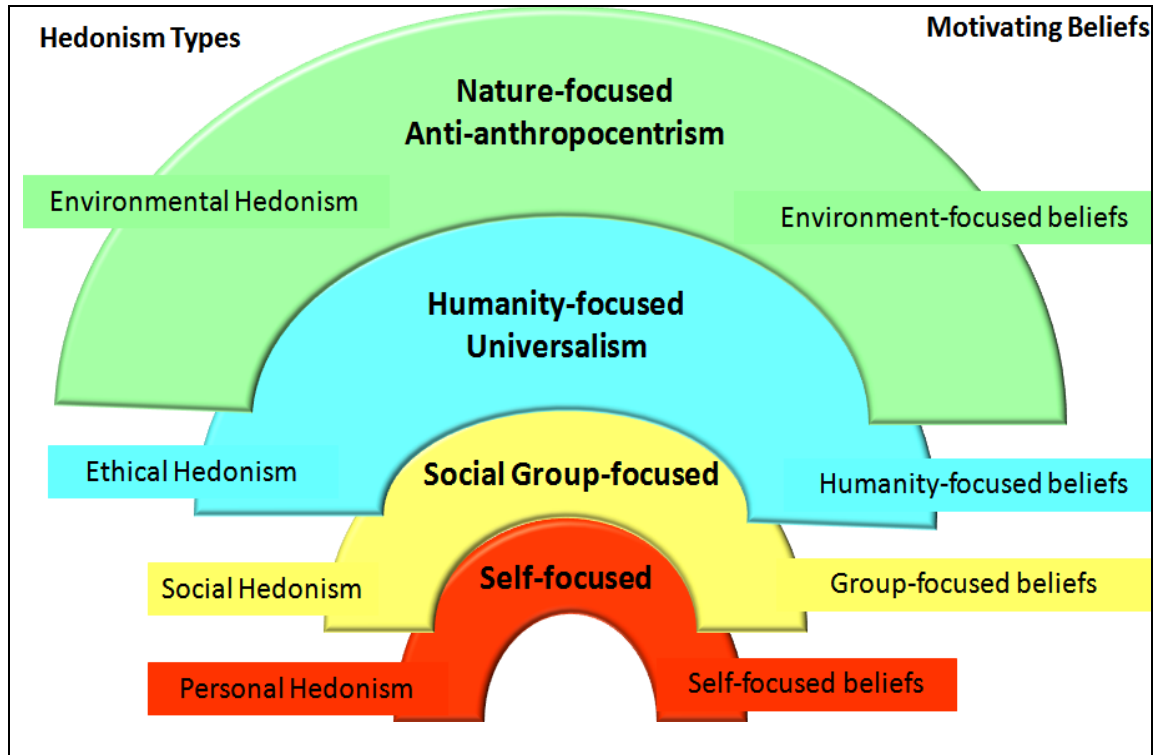 Hedonism Types
Motivating Beliefs
Nature-focused
Anti-anthropocentrism
Environmental Hedonism
Environment-focused beliefs
Humanity-focused
Universalism
Ethical Hedonism
Humanity-focused beliefs
Social Group-focused
Social Hedonism
Group-focused beliefs
Self-focused
Personal Hedonism
Self-focused beliefs